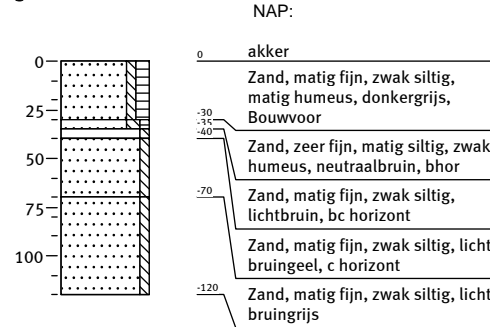 NAP:
0
25
50
75
100
0
akker
Zand, matig fijn, zwak siltig,
matig humeus, donkergrijs,
Bouwvoor
-30
Zand, zeer fijn, matig siltig, zwak
humeus, neutraalbruin, bhor
-35
Zand, matig fijn, zwak siltig,
lichtbruin, bc horizont
-40
Zand, matig fijn, zwak siltig, licht
bruingeel, c horizont
-70
Zand, matig fijn, zwak siltig, licht
bruingrijs
-120